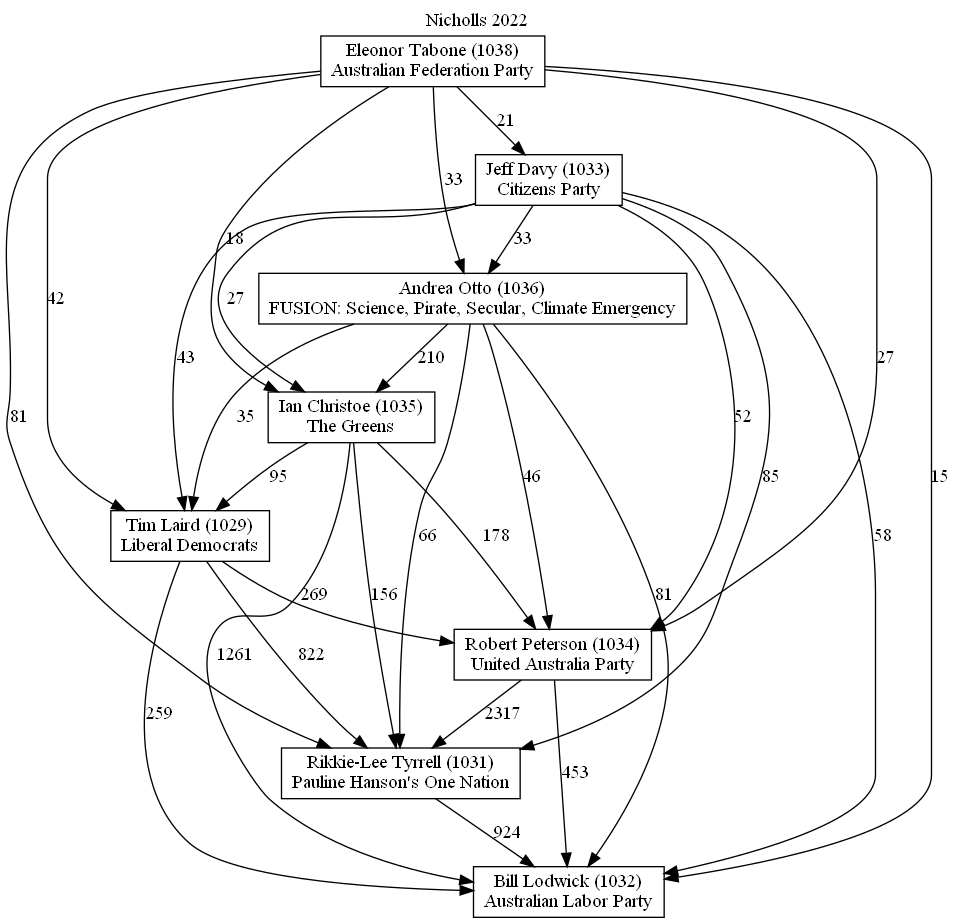 Nicholls 2022
Eleonor Tabone (1038)
Australian Federation Party
21
Jeff Davy (1033)
Citizens Party
33
33
18
Andrea Otto (1036)
FUSION: Science, Pirate, Secular, Climate Emergency
27
42
43
210
27
Ian Christoe (1035)
The Greens
35
81
52
95
46
85
15
178
66
58
Tim Laird (1029)
Liberal Democrats
269
156
81
Robert Peterson (1034)
United Australia Party
1261
822
259
2317
Rikkie-Lee Tyrrell (1031)
Pauline Hanson's One Nation
453
924
Bill Lodwick (1032)
Australian Labor Party